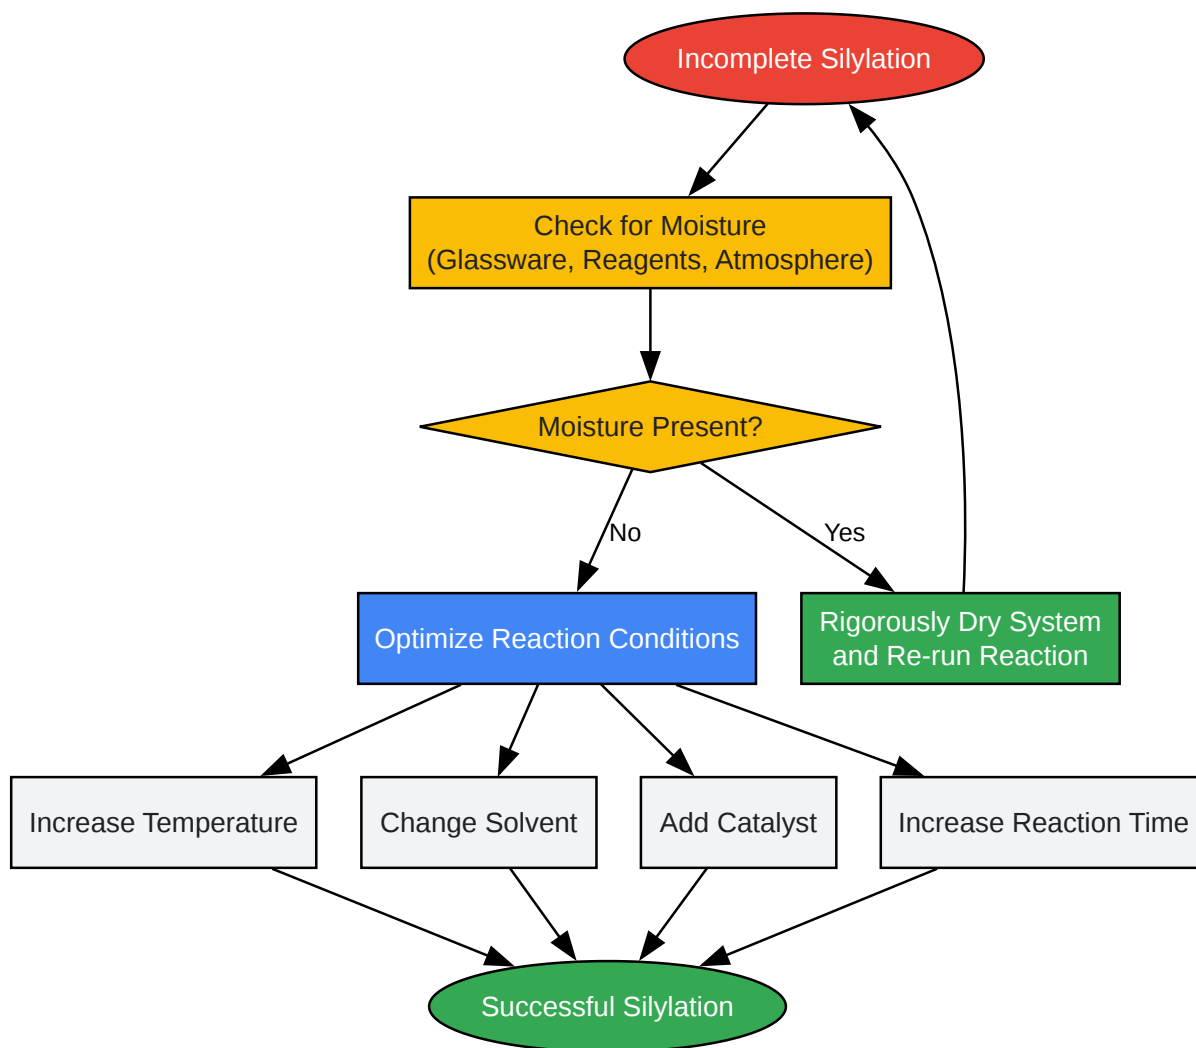 Incomplete Silylation
Check for Moisture
(Glassware, Reagents, Atmosphere)
Moisture Present?
No
Yes
Optimize Reaction Conditions
Rigorously Dry System
and Re-run Reaction
Increase Temperature
Change Solvent
Add Catalyst
Increase Reaction Time
Successful Silylation